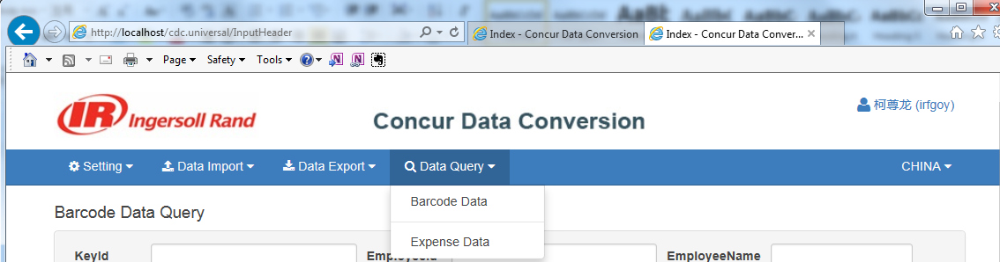 AaBbCcDc AaBbCcDc
http://localhost/cdc.universal/InputHeader
Index - Concur Data Conversion
Index - Concur Data Conver...
Page Safety Tools
IR Ingersoll Rand
Concur Data Conversion
柯尊龙 (irfgoy)
Setting Data Import Data Export Data Query CHINA
Barcode Data
Expense Data
Barcode Data Query
KeyId EmployeeName